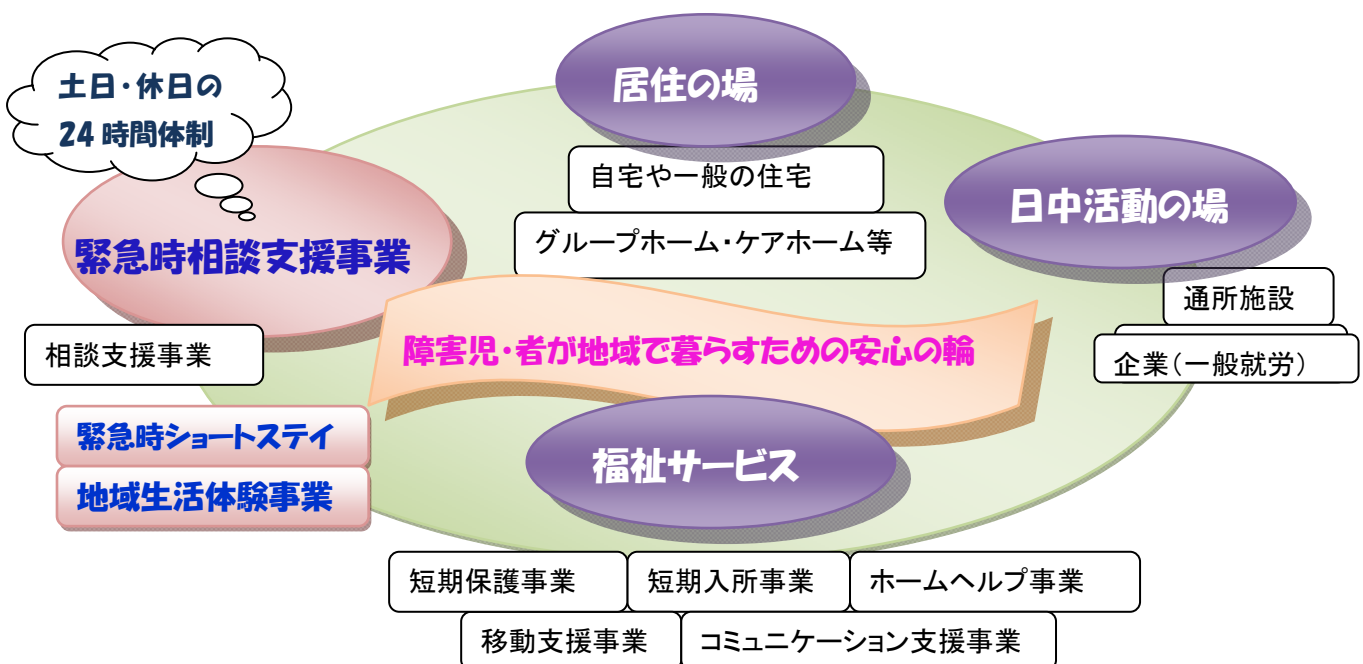 土日・休日の
24時間体制
居住の場
自宅や一般の住宅
グループホーム・ケアホーム等
日中活動の場
通所施設
企業(一般就労)
緊急時相談支援事業
相談支援事業
障害児・者が地域で暮らすための安心の輪
緊急時ショートステイ
地域生活体験事業
福祉サービス
短期保護事業
短期入所事業
ホームヘルプ事業
移動支援事業
コミュニケーション支援事業